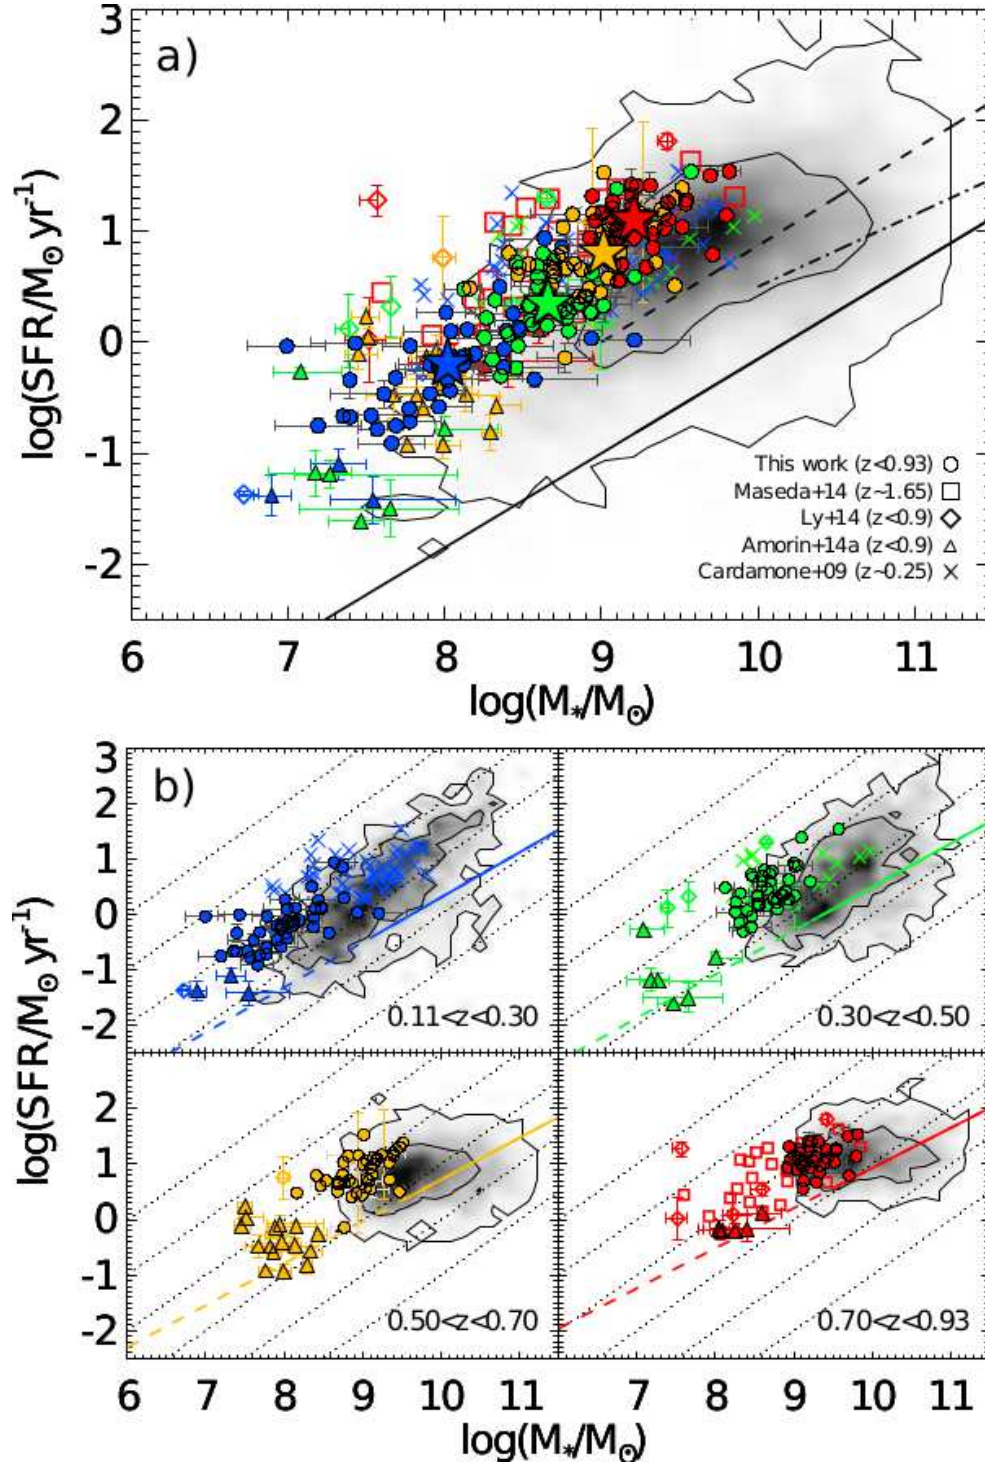 a)
3
2
1
0
-1
-2
log(SFR/M⊙ yr⁻¹)
This work (z<0.93)
Maseda+14 (z~1.65)
Ly+14 (z<0.9)
Amorin+14a (z<0.9)
Cardamone+09 (z~0.25)
6 7 8 9 10 11
log(M*/M⊙)
b)
3
2
1
0
-1
-2
0.11<z<0.30
0.30<z<0.50
log(SFR/M⊙ yr⁻¹)
2
1
0
-1
-2
0.50<z<0.70
0.70<z<0.93
6 7 8 9 10 11 7 8 9 10 11
log(M*/M⊙) log(M*/M⊙)